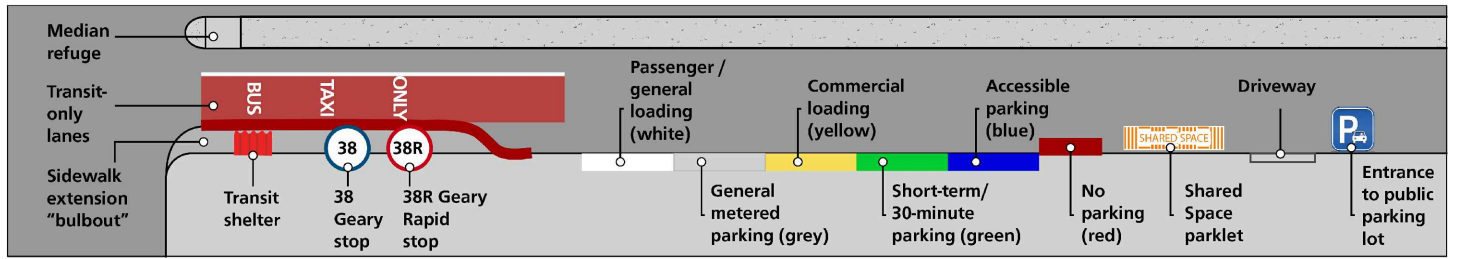 Median
refuge
Transit-
only
lanes
Sidewalk
extension
“bulbout”
BUS
TAXI
ONLY
Transit
shelter
38
38
Geary
stop
38R
38R Geary
Rapid
stop
Passenger /
general
loading
(white)
General
metered
parking (grey)
Commercial
loading
(yellow)
Short-term/
30-minute
parking (green)
Accessible
parking
(blue)
No
parking
(red)
SHARED SPACE
Shared
Space
parklet
Driveway
P
Entrance
to public
parking
lot